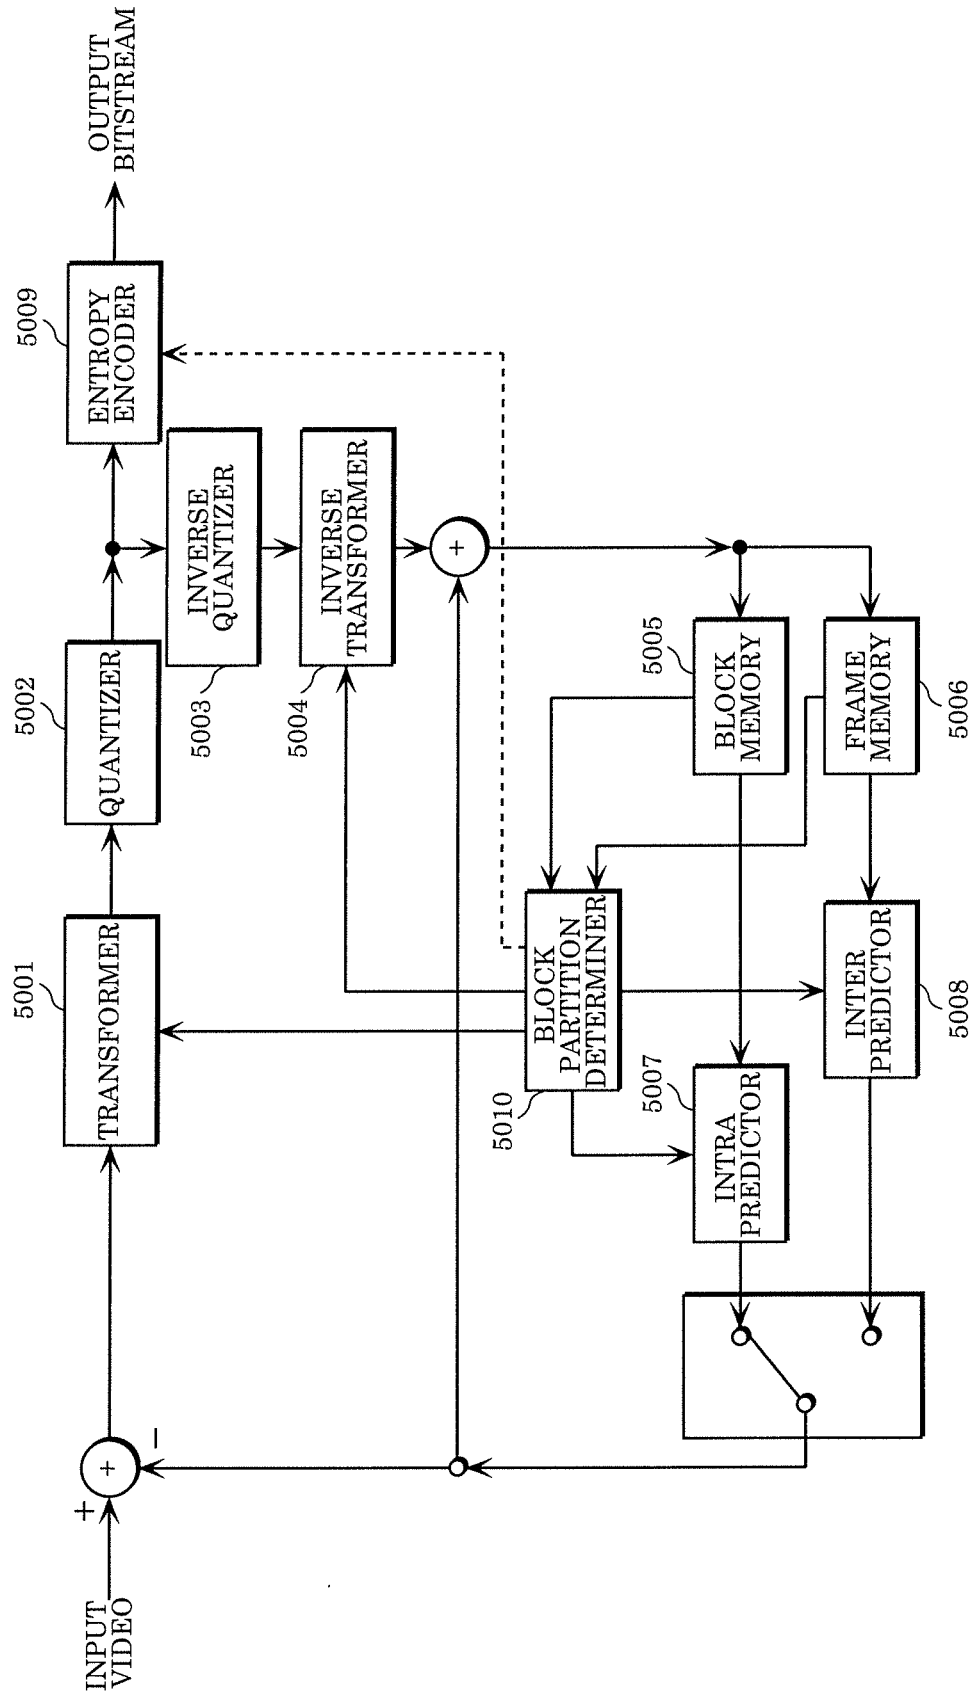 INPUT
VIDEO
+
−
+
5001
TRANSFORMER
5002
QUANTIZER
5009
ENTROPY
ENCODER
OUTPUT
BITSTREAM
5003
INVERSE
QUANTIZER
5004
INVERSE
TRANSFORMER
+
5010
BLOCK
PARTITION
DETERMINER
5007
INTRA
PREDICTOR
5005
BLOCK
MEMORY
INTER
PREDICTOR
5008
FRAME
MEMORY
5006